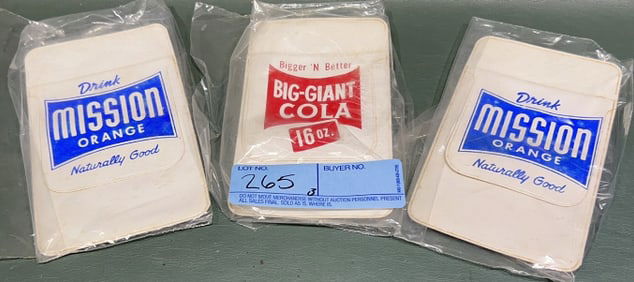 Drink
MISSION
ORANGE
Naturally Good
Bigger 'N Better
BIG-GIANT
COLA
16 oz.
LOT NO.
BUYER NO.
265
3
DO NOT MOVE MERCHANDISE WITHOUT AUCTION PERSONNEL PRESENT
ALL SALES FINAL, SOLD AS IS, WHERE IS.
Drink
MISSION
ORANGE
Naturally Good